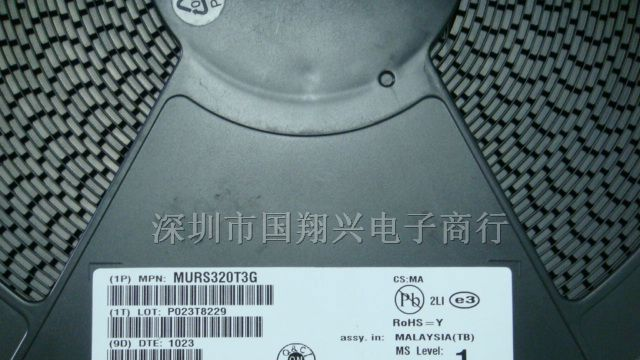 深圳市国翔兴电子商行
(1P) MPN: MURS320T3G
(1T) LOT: P023T8229
(9D) DTE: 1023
CS:MA
Pb 2LI e3
RoHS=Y
assy. in: MALAYSIA(TB)
MS Level: 1